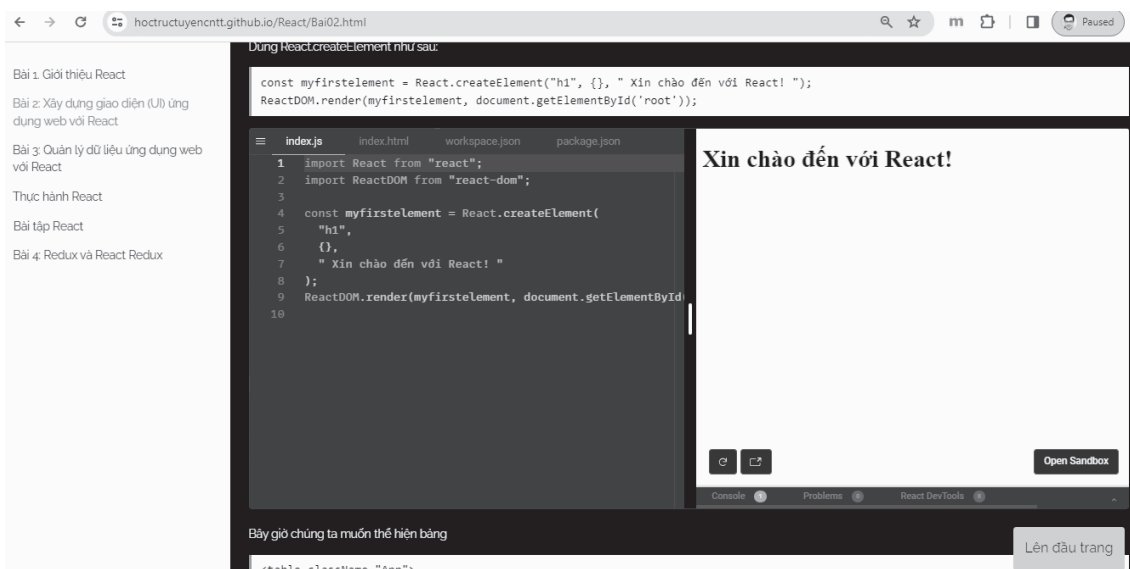 hoctructuyencntt.github.io/React/Bai02.html
m
Paused
Bài 1. Giới thiệu React
Bài 2: Xây dựng giao diện (UI) ứng
dụng web với React
Bài 3: Quản lý dữ liệu ứng dụng web
với React
Thực hành React
Bài tập React
Bài 4: Redux và React Redux
Dùng React.createElement như sau:
const myfirstelement = React.createElement("h1", {}, " Xin chào đến với React! ");
ReactDOM.render(myfirstelement, document.getElementById('root'));
index.js index.html workspace.json package.json
1 import React from "react";
2 import ReactDOM from "react-dom";
3
4 const myfirstelement = React.createElement(
5 "h1",
6 {},
7 " Xin chào đến với React! "
8 );
9 ReactDOM.render(myfirstelement, document.getElementById(
10
Xin chào đến với React!
Open Sandbox
Console 1 Problems 0 React DevTools 0
Bây giờ chúng ta muốn thể hiện bảng
Lên đầu trang
<table className="App">